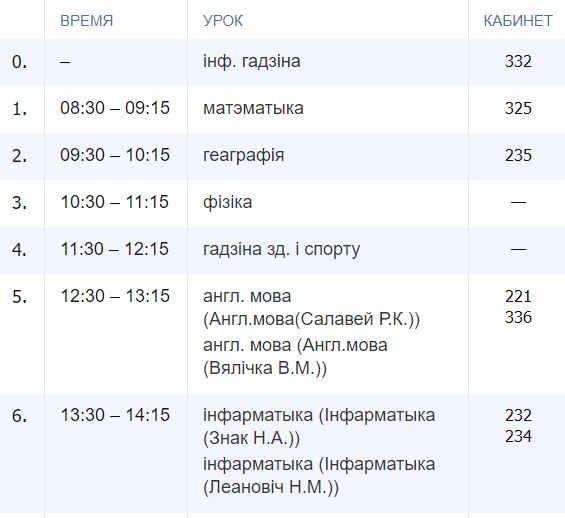 ВРЕМЯ УРОК КАБИНЕТ
0. – інф. гадзіна 332
1. 08:30 – 09:15 матэматыка 325
2. 09:30 – 10:15 геаграфія 235
3. 10:30 – 11:15 фізіка —
4. 11:30 – 12:15 гадзіна зд. і спорту —
5. 12:30 – 13:15 англ. мова 221
(Англ.мова(Салавей Р.К.)) 336
англ. мова (Англ.мова
(Вялічка В.М.))
6. 13:30 – 14:15 інфарматыка (Інфарматыка 232
(Знак Н.А.)) 234
інфарматыка (Інфарматыка
(Леановіч Н.М.))